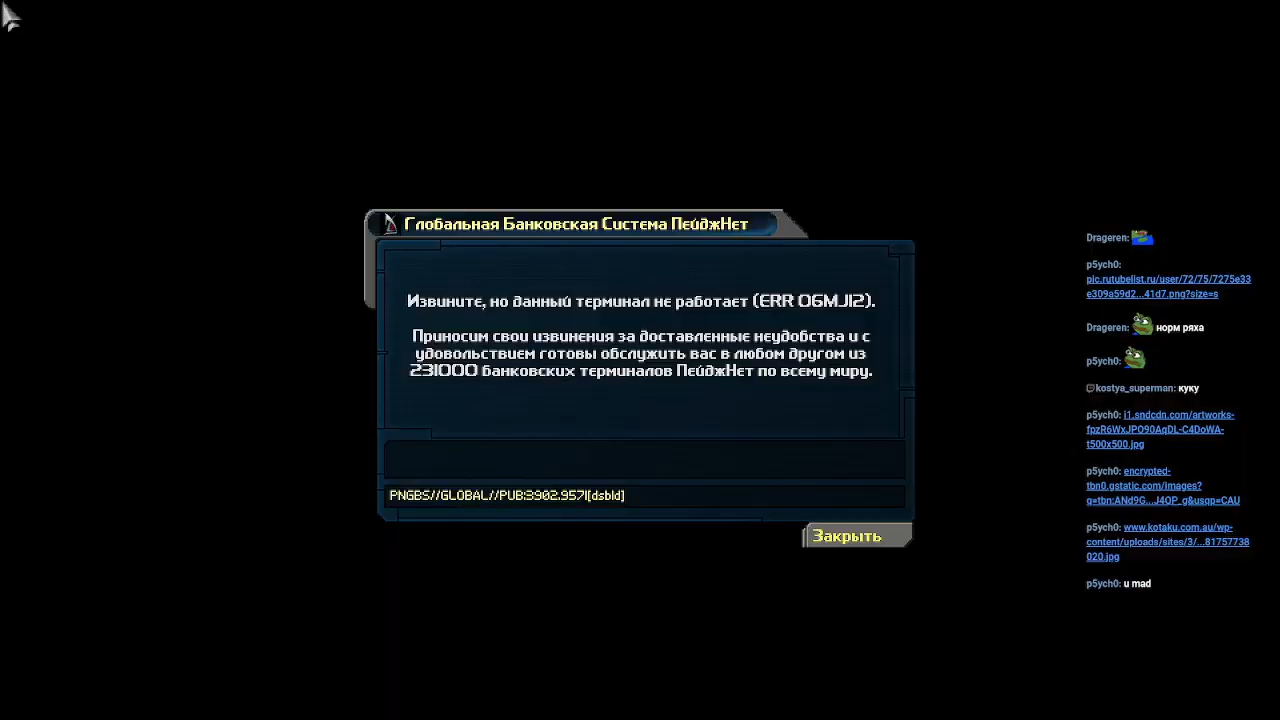 Глобальная Банковская Система ПейджНет
Извините, но данный терминал не работает (ERR 06MJ12).
Приносим свои извинения за доставленные неудобства и с
удовольствием готовы обслужить вас в любом другом из
231000 банковских терминалов ПейджНет по всему миру.
PNGBS//GLOBAL//PUB:3902.9571[dsbld]
Закрыть
Drageren:
p5ych0:
pic.rutubelist.ru/user/72/75/7275e33
e309a59d2...41d7.png?size=s
Drageren: норм ряха
p5ych0:
kostya_superman: куку
p5ych0: i1.sndcdn.com/artworks-
fpzR6WxJPQ90AqDL-C4DoWA-
t500x500.jpg
p5ych0: encrypted-
tbn0.gstatic.com/images?
q=tbn:ANd9G...J4QP_g&usqp=CAU
p5ych0: www.kotaku.com.au/wp-
content/uploads/sites/3/...81757738
020.jpg
p5ych0: u mad